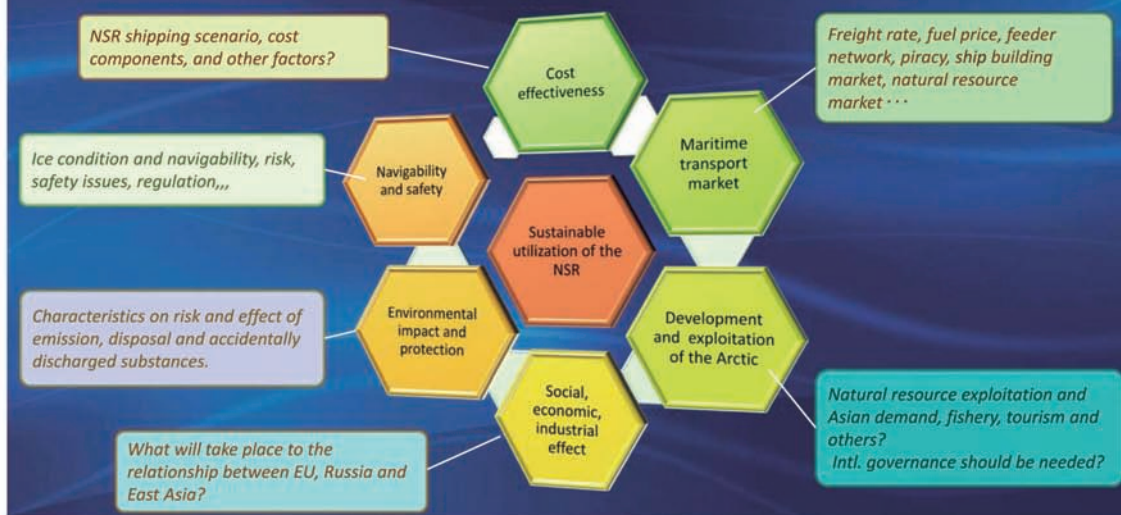 NSR shipping scenario, cost
components, and other factors?
Cost
effectiveness
Freight rate, fuel price, feeder
network, piracy, ship building
market, natural resource
market ・・・
Ice condition and navigability, risk,
safety issues, regulation,,,
Navigability
and safety
Maritime
transport
market
Sustainable
utilization of the
NSR
Characteristics on risk and effect of
emission, disposal and accidentally
discharged substances.
Environmental
impact and
protection
Development
and exploitation
of the Arctic
Social,
economic,
industrial
effect
What will take place to the
relationship between EU, Russia and
East Asia?
Natural resource exploitation and
Asian demand, fishery, tourism and
others?
Intl. governance should be needed?